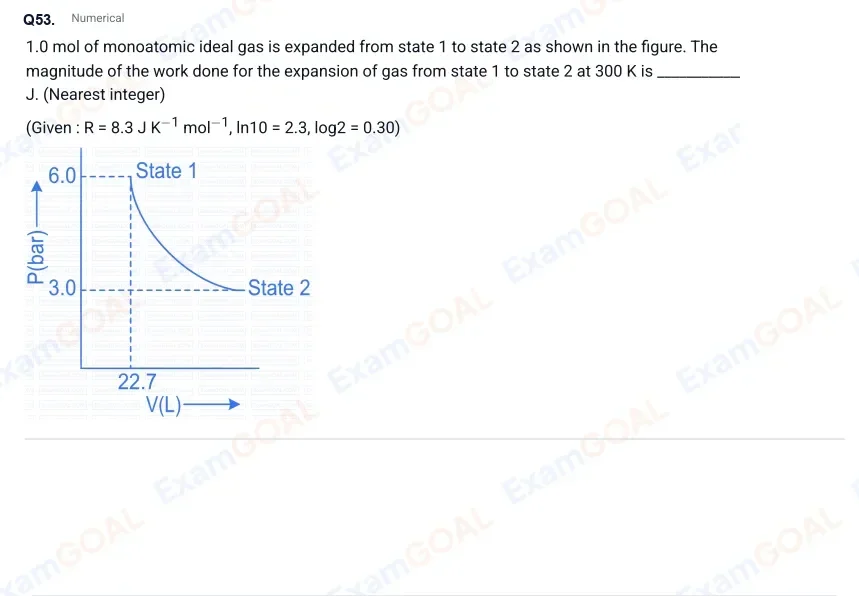 Q53. Numerical
1.0 mol of monoatomic ideal gas is expanded from state 1 to state 2 as shown in the figure. The
magnitude of the work done for the expansion of gas from state 1 to state 2 at 300 K is __________
J. (Nearest integer)
(Given : R = 8.3 J K⁻¹ mol⁻¹, ln10 = 2.3, log2 = 0.30)
6.0 State 1
P(bar)
3.0 State 2
22.7
V(L)
ExamGOAL